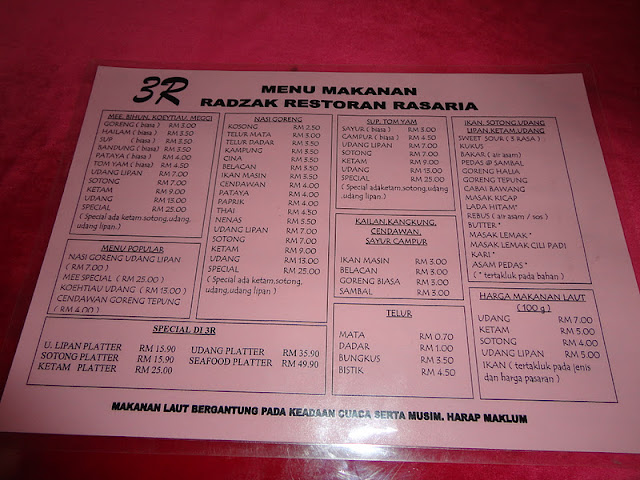 3R
MENU MAKANAN
RADZAK RESTORAN RASARIA
MEE, BIHUN, KOEYTIAU, MEGGI
GORENG ( biasa ) RM 3.00
HAILAM ( biasa ) RM 3.50
SUP ( biasa ) RM 3.50
BANDUNG ( biasa ) RM 3.50
PATAYA ( biasa ) RM 4.00
TOM YAM ( biasa ) RM 4.50
UDANG LIPAN RM 7.00
SOTONG RM 7.00
KETAM RM 9.00
UDANG RM 13.00
SPECIAL RM 25.00
( Special ada ketam,sotong,udang,
udang lipan )
MENU POPULAR
NASI GORENG UDANG LIPAN
( RM 7.00 )
MEE SPECIAL ( RM 25.00 )
KOEHTIAU UDANG ( RM 13.00 )
CENDAWAN GORENG TEPUNG
( RM 4.00 )
NASI GORENG
KOSONG RM 2.50
TELUR MATA RM 3.00
TELUR DADAR RM 3.50
KAMPUNG RM 3.50
CINA RM 3.50
BELACAN RM 3.50
IKAN MASIN RM 3.50
CENDAWAN RM 4.00
PATAYA RM 4.00
PAPRIK RM 4.00
THAI RM 4.50
NENAS RM 5.50
UDANG LIPAN RM 7.00
SOTONG RM 7.00
KETAM RM 9.00
UDANG RM 13.00
SPECIAL RM 25.00
( Special ada ketam,sotong,
udang,udang lipan )
SUP, TOM YAM
SAYUR ( biasa ) RM 3.00
CAMPUR ( biasa ) RM 4.50
UDANG LIPAN RM 7.00
SOTONG RM 7.00
KETAM RM 9.00
UDANG RM 13.00
SPECIAL RM 25.00
( Special ada ketam,sotong,udang
,udang lipan )
KAILAN,KANGKUNG,
CENDAWAN,
SAYUR CAMPUR
IKAN MASIN RM 3.00
BELACAN RM 3.00
GORENG BIASA RM 3.00
SAMBAL RM 3.00
TELUR
MATA RM 0.70
DADAR RM 1.00
BUNGKUS RM 3.50
BISTIK RM 4.50
IKAN, SOTONG,UDANG
LIPAN,KETAM,UDANG
SWEET SOUR ( 3 RASA )
KUKUS
BAKAR ( air asam )
PEDAS @ SAMBAL
GORENG HALIA
GORENG TEPUNG
CABAI BAWANG
MASAK KICAP
LADA HITAM*
REBUS ( air asam / sos )
BUTTER *
MASAK LEMAK *
MASAK LEMAK CILI PADI
KARI *
ASAM PEDAS *
( * tertakluk pada bahan )
HARGA MAKANAN LAUT
( 100 g )
UDANG RM 7.00
KETAM RM 5.00
SOTONG RM 4.00
UDANG LIPAN RM 5.00
IKAN ( tertakluk pada jenis
dan harga pasaran )
SPECIAL DI 3R
U. LIPAN PLATTER RM 15.90 UDANG PLATTER RM 35.90
SOTONG PLATTER RM 15.90 SEAFOOD PLATTER RM 49.90
KETAM PLATTER RM 25.00
MAKANAN LAUT BERGANTUNG PADA KEADAAN CUACA SERTA MUSIM. HARAP MAKLUM